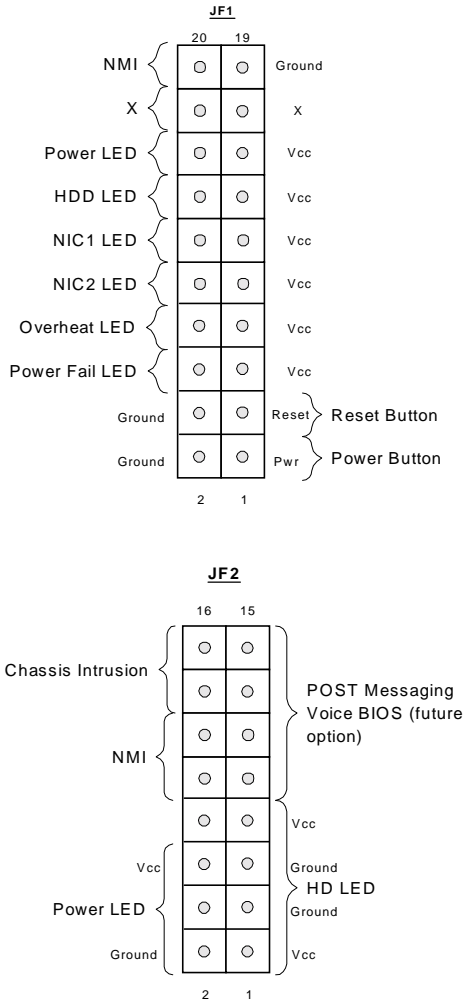 JF1
20 19
NMI Ground
X X
Power LED Vcc
HDD LED Vcc
NIC1 LED Vcc
NIC2 LED Vcc
Overheat LED Vcc
Power Fail LED Vcc
Ground Reset Reset Button
Ground Pwr Power Button
2 1
JF2
16 15
Chassis Intrusion
POST Messaging
Voice BIOS (future
option)
NMI
Vcc
Vcc Ground
HD LED
Power LED Ground
Ground Vcc
2 1